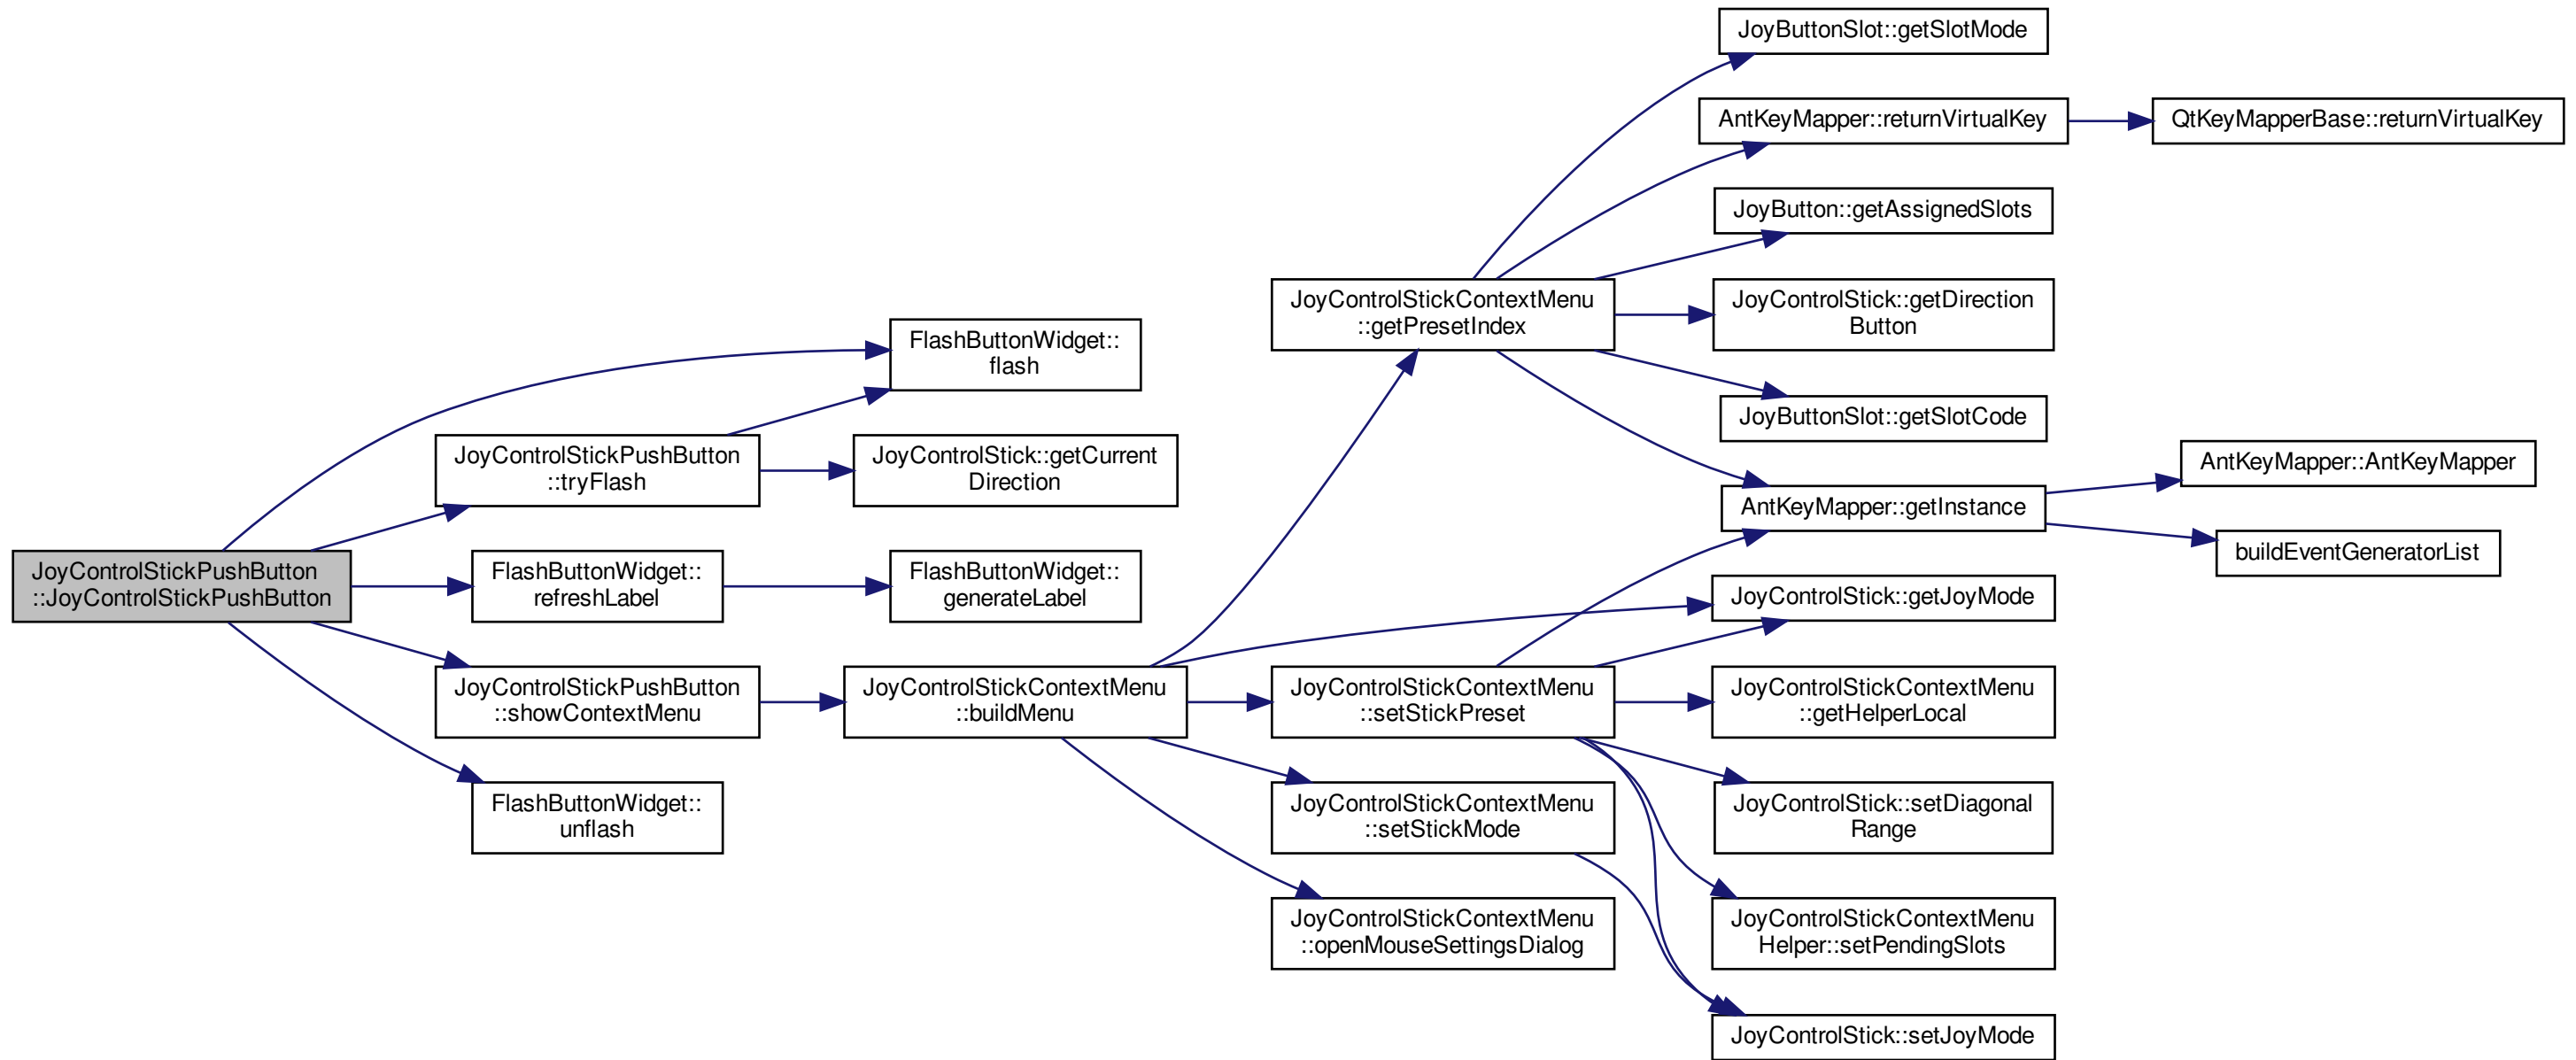 JoyButtonSlot::getSlotMode
AntKeyMapper::returnVirtualKey
QtKeyMapperBase::returnVirtualKey
JoyButton::getAssignedSlots
JoyControlStickContextMenu
::getPresetIndex
JoyControlStick::getDirection
Button
FlashButtonWidget::
flash
JoyButtonSlot::getSlotCode
JoyControlStickPushButton
::tryFlash
JoyControlStick::getCurrent
Direction
AntKeyMapper::AntKeyMapper
AntKeyMapper::getInstance
buildEventGeneratorList
JoyControlStickPushButton
::JoyControlStickPushButton
FlashButtonWidget::
refreshLabel
FlashButtonWidget::
generateLabel
JoyControlStick::getJoyMode
JoyControlStickPushButton
::showContextMenu
JoyControlStickContextMenu
::buildMenu
JoyControlStickContextMenu
::setStickPreset
JoyControlStickContextMenu
::getHelperLocal
FlashButtonWidget::
unflash
JoyControlStickContextMenu
::setStickMode
JoyControlStick::setDiagonal
Range
JoyControlStickContextMenu
::openMouseSettingsDialog
JoyControlStickContextMenu
Helper::setPendingSlots
JoyControlStick::setJoyMode